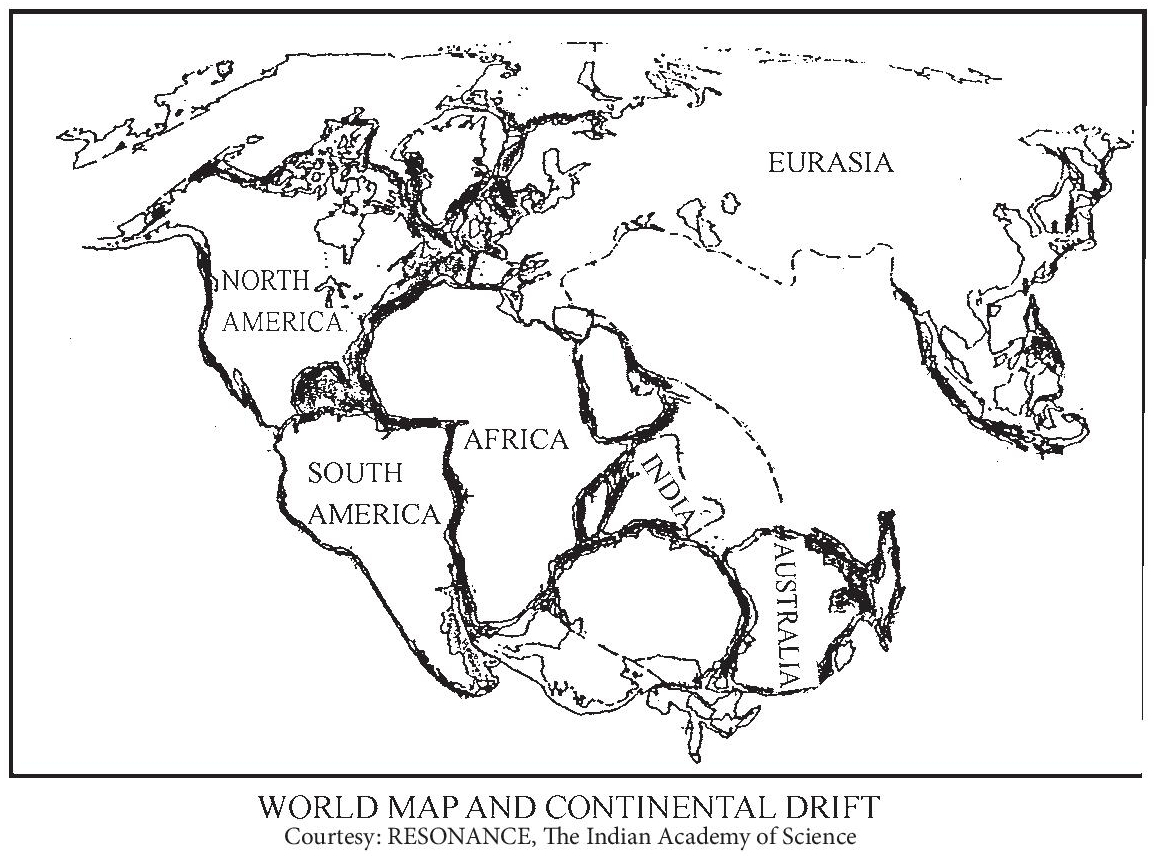 EURASIA
NORTH
AMERICA
AFRICA
SOUTH
AMERICA
INDIA
AUSTRALIA
WORLD MAP AND CONTINENTAL DRIFT
Courtesy: RESONANCE, The Indian Academy of Science